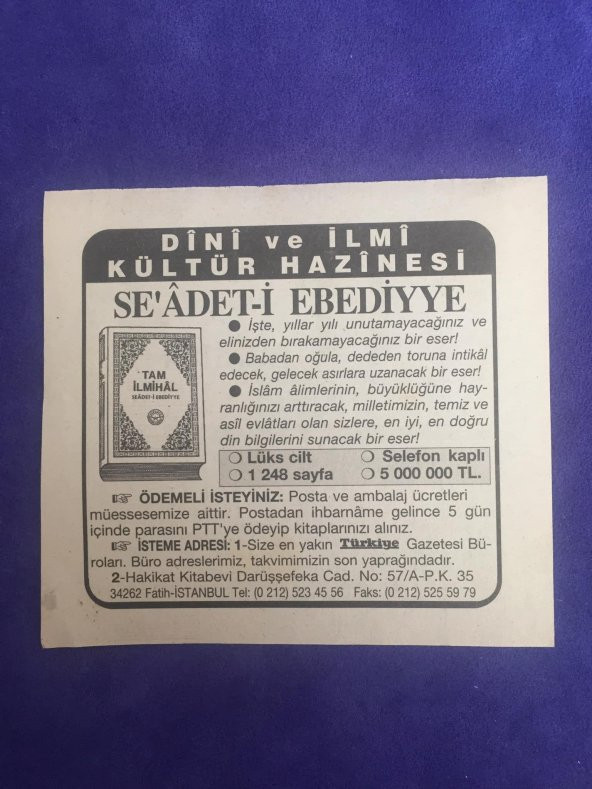 DÎNÎ ve İLMÎ
KÜLTÜR HAZÎNESİ
SE'ÂDET-İ EBEDİYYE
● İşte, yıllar yılı unutamayacağınız ve
elinizden bırakamayacağınız bir eser!
● Babadan oğula, dededen toruna intikâl
edecek, gelecek asırlara uzanacak bir eser!
● İslâm âlimlerinin, büyüklüğüne hay-
ranlığınızı arttıracak, milletimizin, temiz ve
asîl evlâtları olan sizlere, en iyi, en doğru
din bilgilerini sunacak bir eser!
TAM
İLMİHÂL
SEÂDET-İ EBEDİYYE
❍ Lüks cilt ❍ Selefon kaplı
❍ 1 248 sayfa ❍ 5 000 000 TL.
☞ ÖDEMELİ İSTEYİNİZ: Posta ve ambalaj ücretleri
müessesemize aittir. Postadan ihbarnâme gelince 5 gün
içinde parasını PTT'ye ödeyip kitaplarınızı alınız.
☞ İSTEME ADRESİ: 1-Size en yakın Türkiye Gazetesi Bü-
roları. Büro adreslerimiz, takvimimizin son yaprağındadır.
2-Hakikat Kitabevi Darüşşefeka Cad. No: 57/A-P.K. 35
34262 Fatih-İSTANBUL Tel: (0 212) 523 45 56 Faks: (0 212) 525 59 79